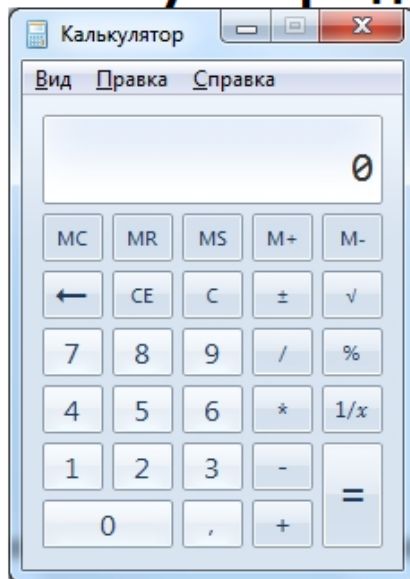 Калькулятор
Вид Правка Справка
0
MC MR MS M+ M-
← CE C ± √
7 8 9 / %
4 5 6 * 1/x
1 2 3 - =
0 , +